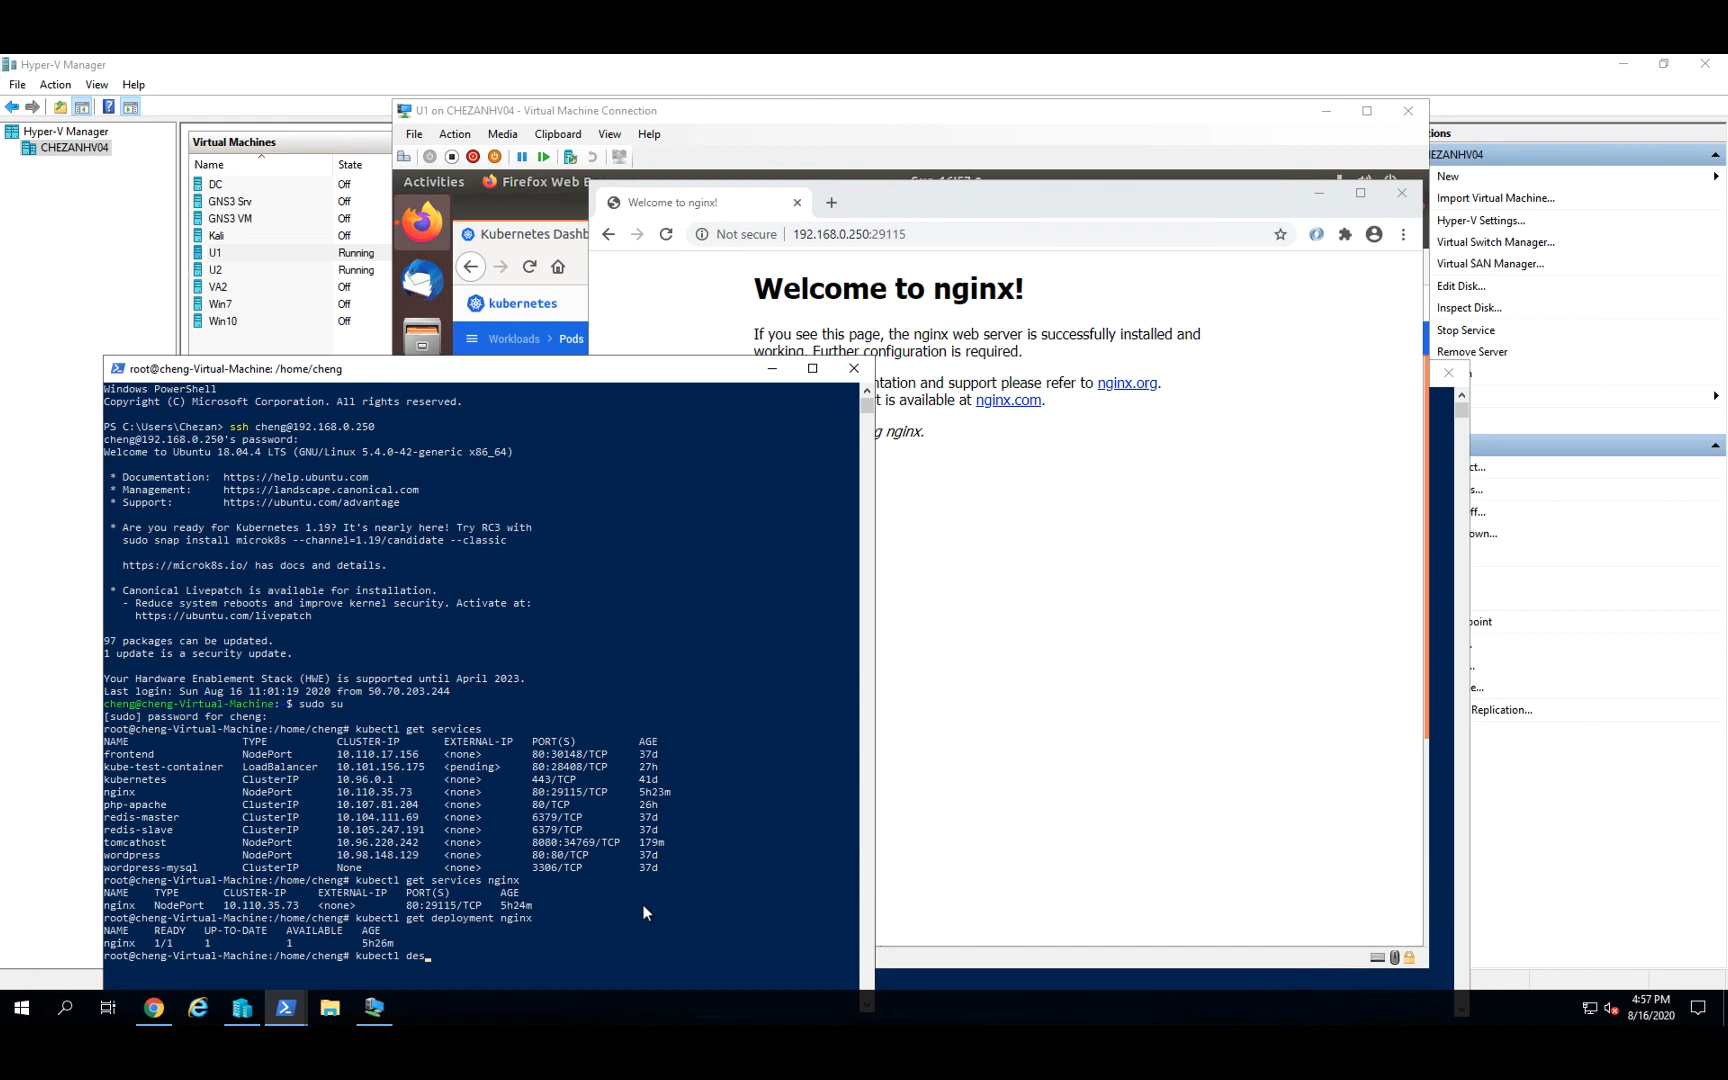 Hyper-V Manager
File Action View Help
Hyper-V Manager
CHEZANHV04
Virtual Machines
Name State
DC Off
GNS3 Srv Off
GNS3 VM Off
Kali Off
U1 Running
U2 Running
VA2 Off
Win7 Off
Win10 Off
U1 on CHEZANHV04 - Virtual Machine Connection
File Action Media Clipboard View Help
Activities Firefox Web B
Kubernetes Dashb
kubernetes
Workloads > Pods
Welcome to nginx!
Not secure 192.168.0.250:29115
Welcome to nginx!
If you see this page, the nginx web server is successfully installed and
working. Further configuration is required.
ntation and support please refer to nginx.org.
t is available at nginx.com.
g nginx.
ions
EZANHV04
New
Import Virtual Machine...
Hyper-V Settings...
Virtual Switch Manager...
Virtual SAN Manager...
Edit Disk...
Inspect Disk...
Stop Service
Remove Server
ct...
s...
ff...
own...
point
e...
Replication...
root@cheng-Virtual-Machine: /home/cheng
Windows PowerShell
Copyright (C) Microsoft Corporation. All rights reserved.
PS C:\Users\Chezan> ssh cheng@192.168.0.250
cheng@192.168.0.250's password:
Welcome to Ubuntu 18.04.4 LTS (GNU/Linux 5.4.0-42-generic x86_64)
* Documentation: https://help.ubuntu.com
* Management: https://landscape.canonical.com
* Support: https://ubuntu.com/advantage
* Are you ready for Kubernetes 1.19? It's nearly here! Try RC3 with
sudo snap install microk8s --channel=1.19/candidate --classic
https://microk8s.io/ has docs and details.
* Canonical Livepatch is available for installation.
- Reduce system reboots and improve kernel security. Activate at:
https://ubuntu.com/livepatch
97 packages can be updated.
1 update is a security update.
Your Hardware Enablement Stack (HWE) is supported until April 2023.
Last login: Sun Aug 16 11:01:19 2020 from 50.70.203.244
cheng@cheng-Virtual-Machine:~$ sudo su
[sudo] password for cheng:
root@cheng-Virtual-Machine:/home/cheng# kubectl get services
NAME TYPE CLUSTER-IP EXTERNAL-IP PORT(S) AGE
frontend NodePort 10.110.17.156 <none> 80:30148/TCP 37d
kube-test-container LoadBalancer 10.101.156.175 <pending> 80:28408/TCP 27h
kubernetes ClusterIP 10.96.0.1 <none> 443/TCP 41d
nginx NodePort 10.110.35.73 <none> 80:29115/TCP 5h23m
php-apache ClusterIP 10.107.81.204 <none> 80/TCP 26h
redis-master ClusterIP 10.104.111.69 <none> 6379/TCP 37d
redis-slave ClusterIP 10.105.247.191 <none> 6379/TCP 37d
tomcathost NodePort 10.96.220.242 <none> 8080:34769/TCP 179m
wordpress NodePort 10.98.148.129 <none> 80:80/TCP 37d
wordpress-mysql ClusterIP None <none> 3306/TCP 37d
root@cheng-Virtual-Machine:/home/cheng# kubectl get services nginx
NAME TYPE CLUSTER-IP EXTERNAL-IP PORT(S) AGE
nginx NodePort 10.110.35.73 <none> 80:29115/TCP 5h24m
root@cheng-Virtual-Machine:/home/cheng# kubectl get deployment nginx
NAME READY UP-TO-DATE AVAILABLE AGE
nginx 1/1 1 1 5h26m
root@cheng-Virtual-Machine:/home/cheng# kubectl des_
4:57 PM
8/16/2020